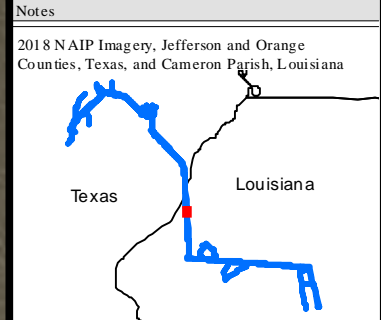 Notes
2018 NAIP Imagery, Jefferson and Orange
Counties, Texas, and Cameron Parish, Louisiana
Louisiana
Texas